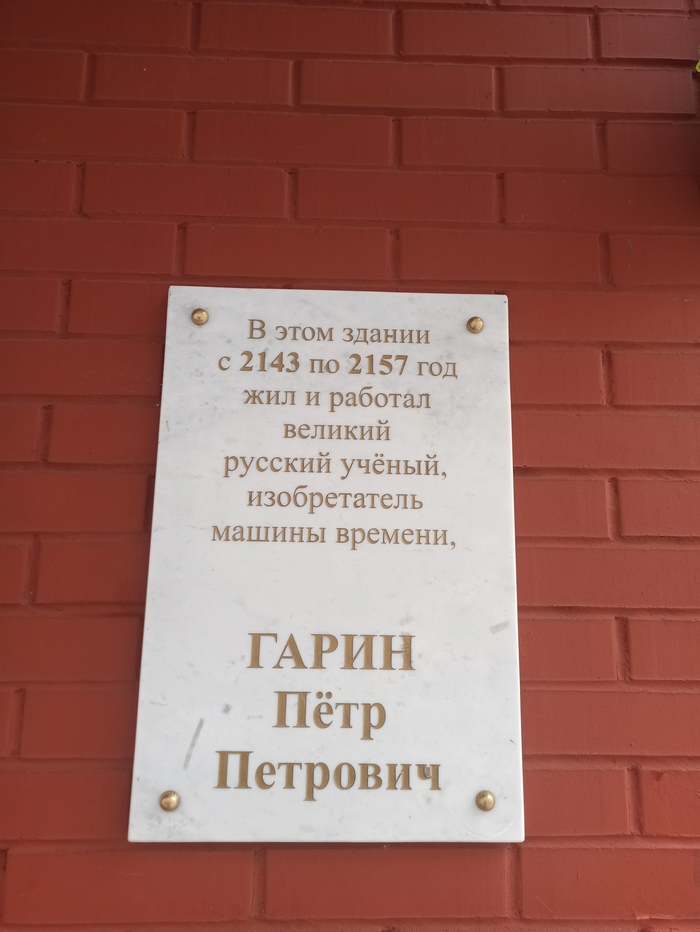 В этом здании
с 2143 по 2157 год
жил и работал
великий
русский учёный,
изобретатель
машины времени,
ГАРИН
Пётр
Петрович